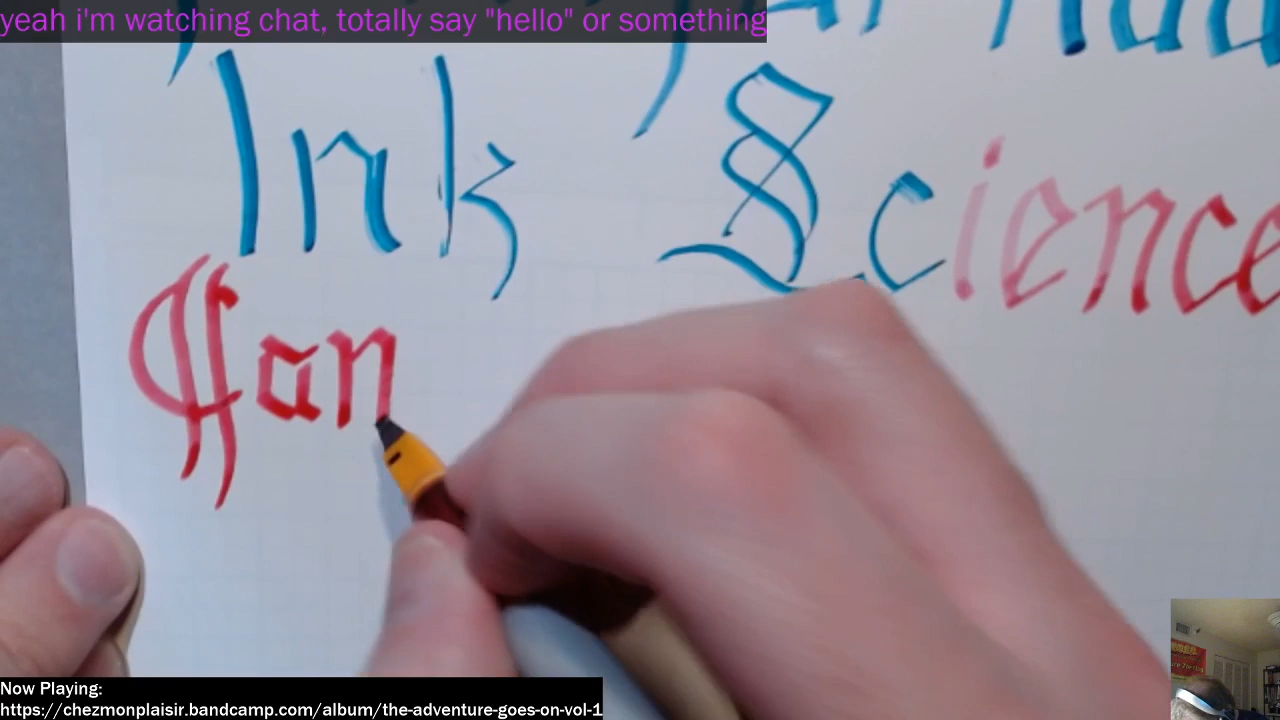 yeah i'm watching chat, totally say "hello" or something
Ink Science
¶an
Now Playing:
https://chezmonplaisir.bandcamp.com/album/the-adventure-goes-on-vol-1